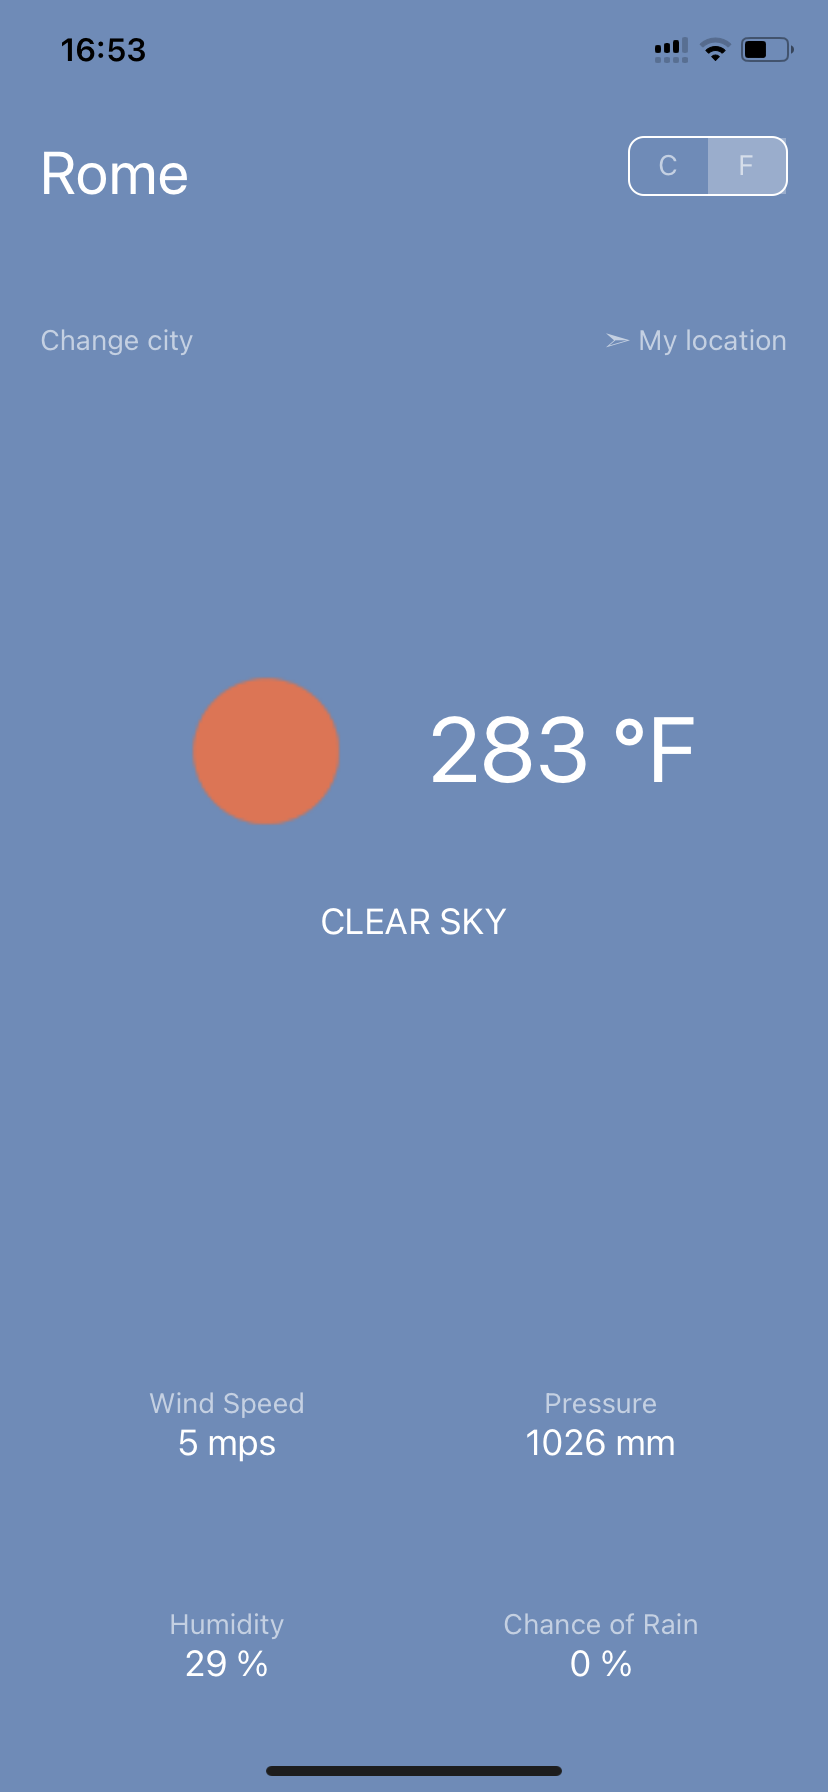 16:53
Rome
C F
Change city
➣ My location
283 °F
CLEAR SKY
Wind Speed Pressure
5 mps 1026 mm
Humidity Chance of Rain
29 % 0 %